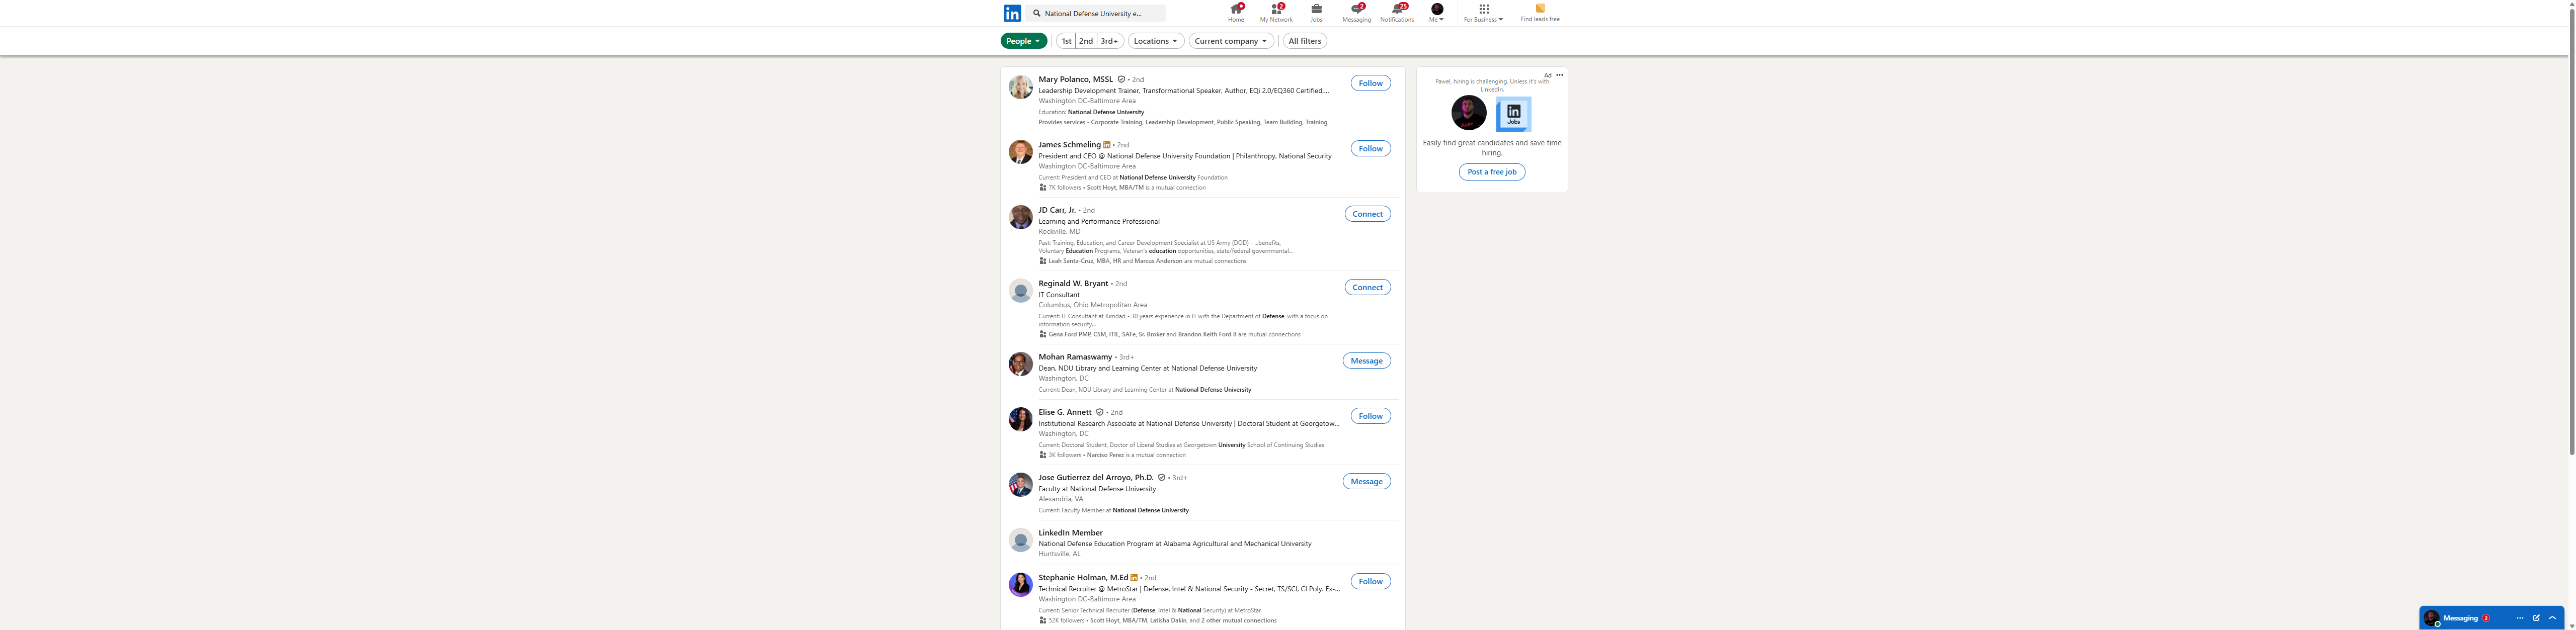 in
National Defense University e...
Home
2
My Network
Jobs
2
Messaging
25
Notifications
Me
For Business
Find leads free
People
1st
2nd
3rd+
Locations
Current company
All filters
Mary Polanco, MSSL • 2nd
Follow
Leadership Development Trainer, Transformational Speaker, Author, EQi 2.0/EQ360 Certified,...
Washington DC-Baltimore Area
Education: National Defense University
Provides services - Corporate Training, Leadership Development, Public Speaking, Team Building, Training
James Schmeling in • 2nd
Follow
President and CEO @ National Defense University Foundation | Philanthropy, National Security
Washington DC-Baltimore Area
Current: President and CEO at National Defense University Foundation
7K followers • Scott Hoyt, MBA/TM is a mutual connection
JD Carr, Jr. • 2nd
Connect
Learning and Performance Professional
Rockville, MD
Past: Training, Education, and Career Development Specialist at US Army (DOD) - ...benefits,
Voluntary Education Programs, Veteran's education opportunities, state/federal governmental...
Leah Santa-Cruz, MBA, HR and Marcus Anderson are mutual connections
Reginald W. Bryant • 2nd
Connect
IT Consultant
Columbus, Ohio Metropolitan Area
Current: IT Consultant at Kimdad - 30 years experience in IT with the Department of Defense, with a focus on
information security...
Gena Ford PMP, CSM, ITIL, SAFe, Sr. Broker and Brandon Keith Ford II are mutual connections
Mohan Ramaswamy • 3rd+
Message
Dean, NDU Library and Learning Center at National Defense University
Washington, DC
Current: Dean, NDU Library and Learning Center at National Defense University
Elise G. Annett • 2nd
Follow
Institutional Research Associate at National Defense University | Doctoral Student at Georgetow...
Washington, DC
Current: Doctoral Student, Doctor of Liberal Studies at Georgetown University School of Continuing Studies
3K followers • Narciso Perez is a mutual connection
Jose Gutierrez del Arroyo, Ph.D. • 3rd+
Message
Faculty at National Defense University
Alexandria, VA
Current: Faculty Member at National Defense University
LinkedIn Member
National Defense Education Program at Alabama Agricultural and Mechanical University
Huntsville, AL
Stephanie Holman, M.Ed in • 2nd
Follow
Technical Recruiter @ MetroStar | Defense, Intel & National Security - Secret, TS/SCI, CI Poly, Ex-...
Washington DC-Baltimore Area
Current: Senior Technical Recruiter (Defense, Intel & National Security) at MetroStar
52K followers • Scott Hoyt, MBA/TM, Latisha Dakin, and 2 other mutual connections
Ad ...
Pawel, hiring is challenging. Unless it's with
LinkedIn.
in
Jobs
Easily find great candidates and save time
hiring.
Post a free job
Messaging 2